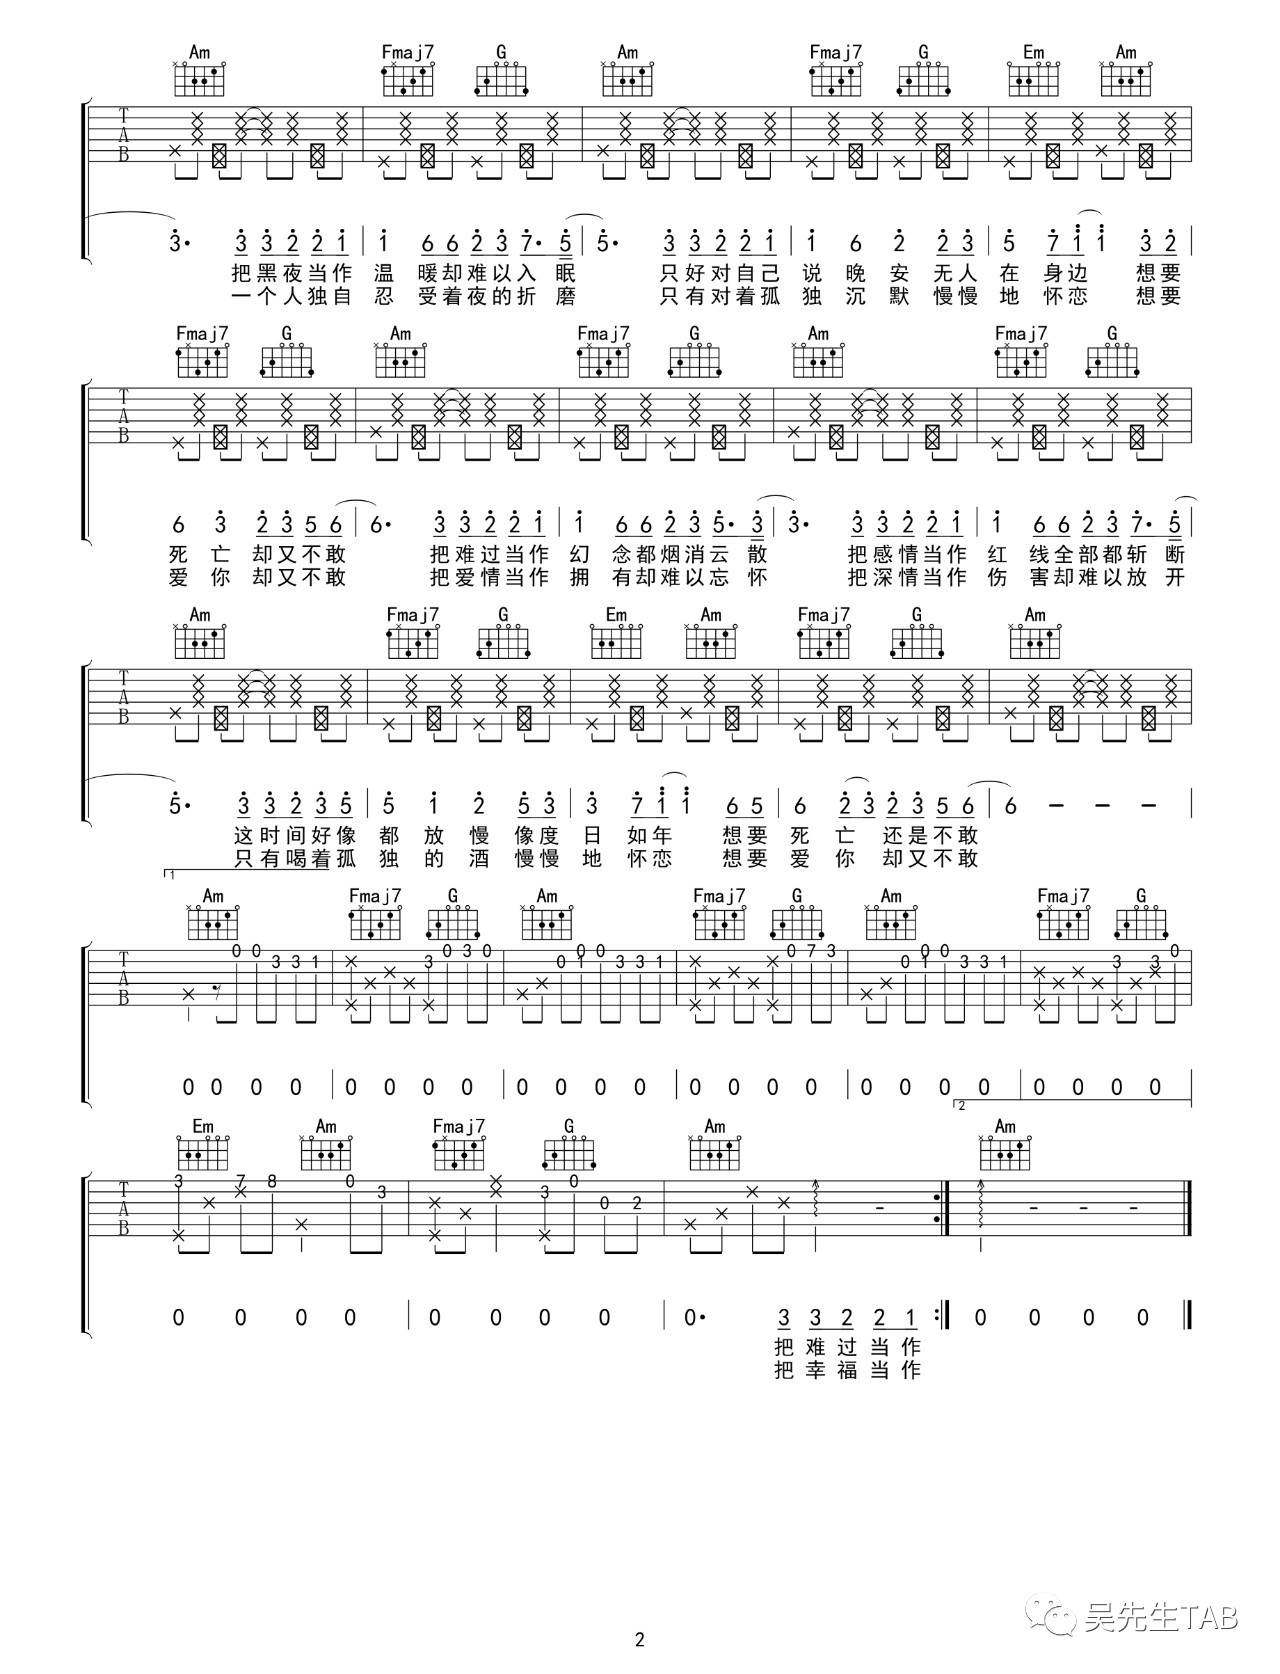 Am Fmaj7 G Am Fmaj7 G Em Am
T A B
3· 3 3 2 2 1 1 6 6 2 3 7· 5 5· 3 3 2 2 1 1 6 2 2 3 5 7 1 1 3 2
把黑夜当作 温 暖却难以入 眠 只好对自己 说 晚 安 无人 在 身边 想要
一个人独自 忍 受着夜的折 磨 只有对着孤 独 沉 默 慢慢 地 怀恋 想要
Fmaj7 G Am Fmaj7 G Am Fmaj7 G
T A B
6 3 2 3 5 6 6· 3 3 2 2 1 1 6 6 2 3 5· 3 3· 3 3 2 2 1 1 6 6 2 3 7· 5
死 亡 却又不敢 把难过当作 幻 念都烟消云 散 把感情当作 红 线全部都斩 断
爱 你 却又不敢 把爱情当作 拥 有却难以忘 怀 把深情当作 伤 害却难以放 开
Am Fmaj7 G Em Am Fmaj7 G Am
T A B
5· 3 3 2 3 5 5 1 2 5 3 3 7 1 1 6 5 6 2 3 2 3 5 6 6 – – –
这时间好像 都 放 慢 像度 日 如年 想要 死 亡 还是不敢
只有喝着孤 独 的 酒 慢慢 地 怀恋 想要 爱 你 却又不敢
1
Am Fmaj7 G Am Fmaj7 G Am Fmaj7 G
T A B
0 0 3 3 1 3 0 3 0 0 1 0 0 3 3 1 0 7 3 0 1 0 3 3 1 3 3 0
0 0 0 0 0 0 0 0 0 0 0 0 0 0 0 0 0 0 0 0 0 0 0 0
2
Em Am Fmaj7 G Am Am
T A B
3 7 8 0 3 3 0 0 2 - - - -
0 0 0 0 0 0 0 0 0· 3 3 2 2 1 0 0 0 0
把 难 过 当 作
把 幸 福 当 作
吴先生TAB
2